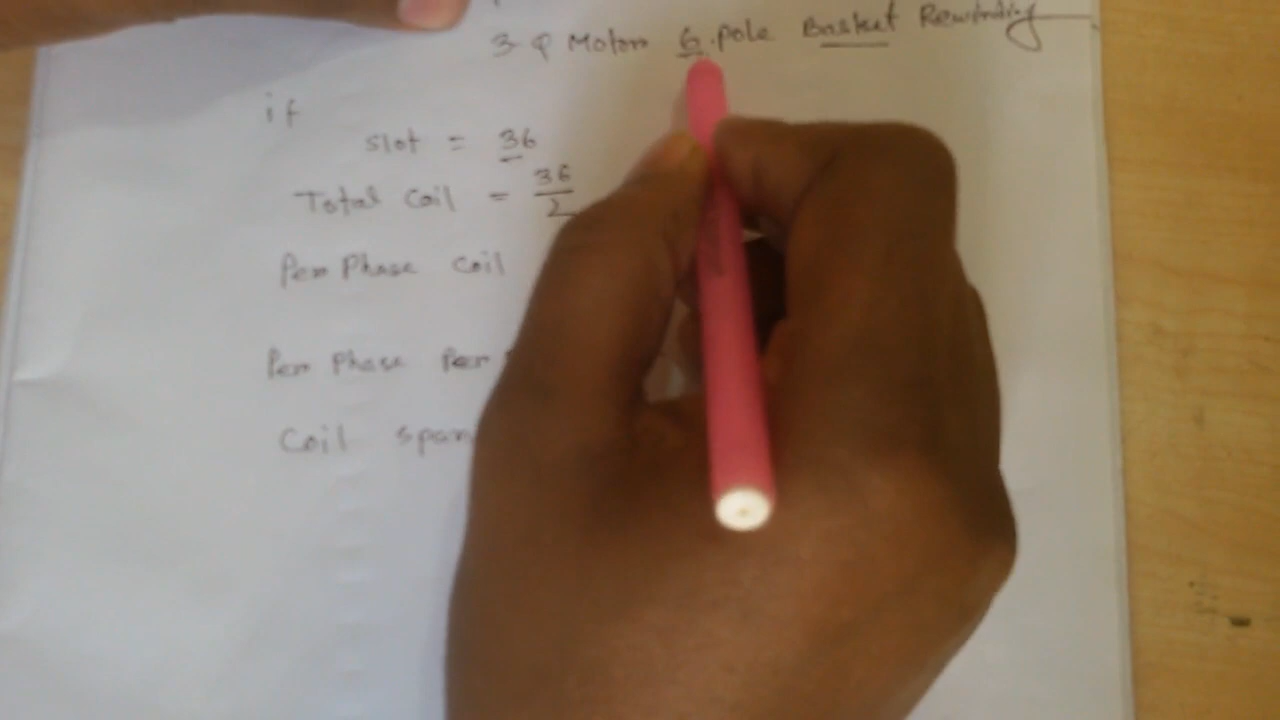 3-φ Motor 6 pole Basket Rewinding
if
slot = 36
Total Coil = 36/2
Per Phase Coil
Per Phase Per
Coil span